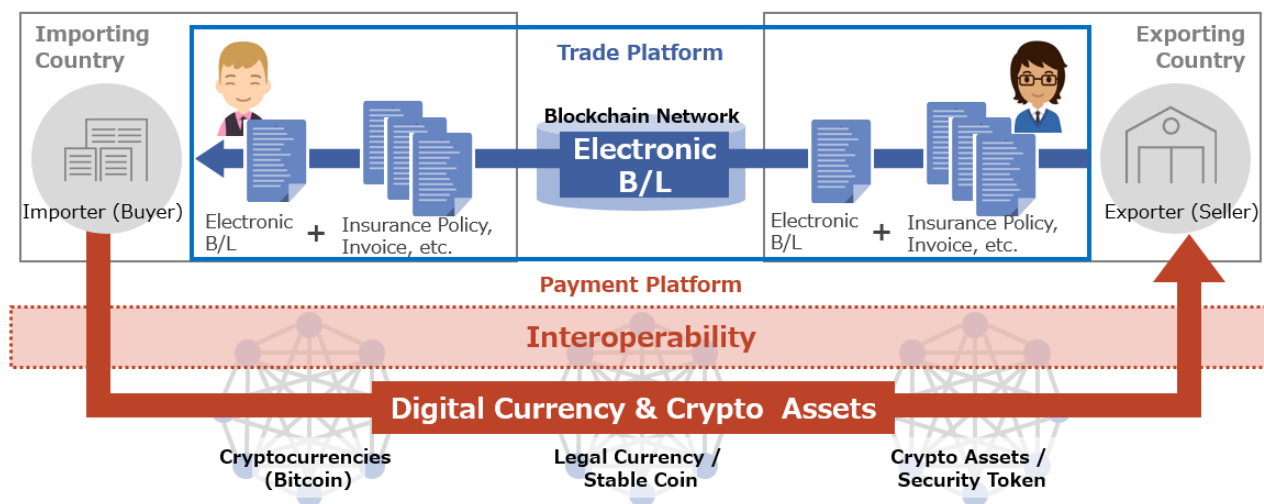 Importing
Country
Trade Platform
Exporting
Country
Blockchain Network
Electronic
B/L
Importer (Buyer)
Exporter (Seller)
Electronic
B/L
+
Insurance Policy,
Invoice, etc.
Electronic
B/L
+
Insurance Policy,
Invoice, etc.
Payment Platform
Interoperability
Digital Currency & Crypto Assets
Cryptocurrencies
(Bitcoin)
Legal Currency /
Stable Coin
Crypto Assets /
Security Token